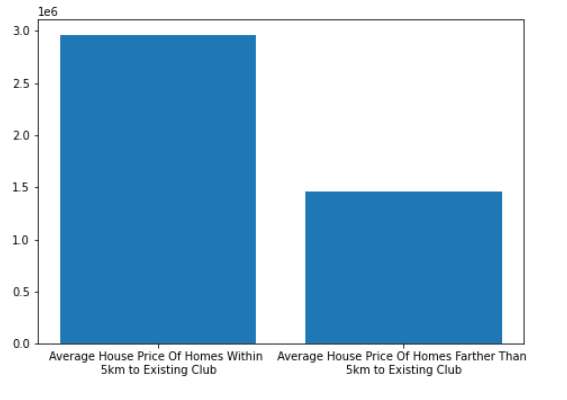 1e6
3.0
2.5
2.0
1.5
1.0
0.5
0.0
Average House Price Of Homes Within
5km to Existing Club
Average House Price Of Homes Farther Than
5km to Existing Club